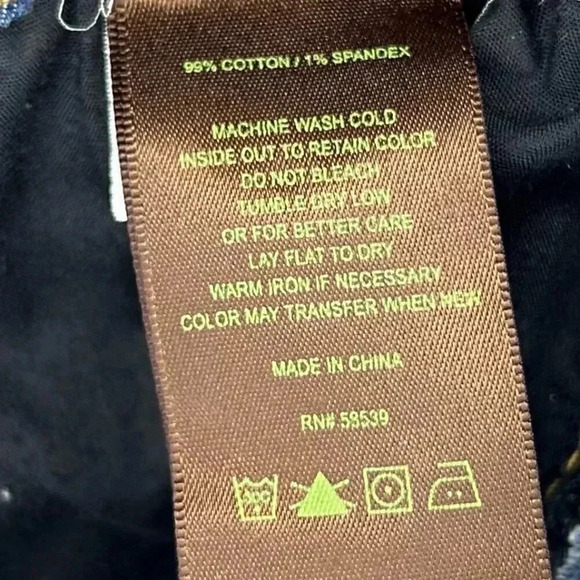 99% COTTON / 1% SPANDEX
MACHINE WASH COLD
INSIDE OUT TO RETAIN COLOR
DO NOT BLEACH
TUMBLE DRY LOW
OR FOR BETTER CARE
LAY FLAT TO DRY
WARM IRON IF NECESSARY
COLOR MAY TRANSFER WHEN NEW
MADE IN CHINA
RN# 58539